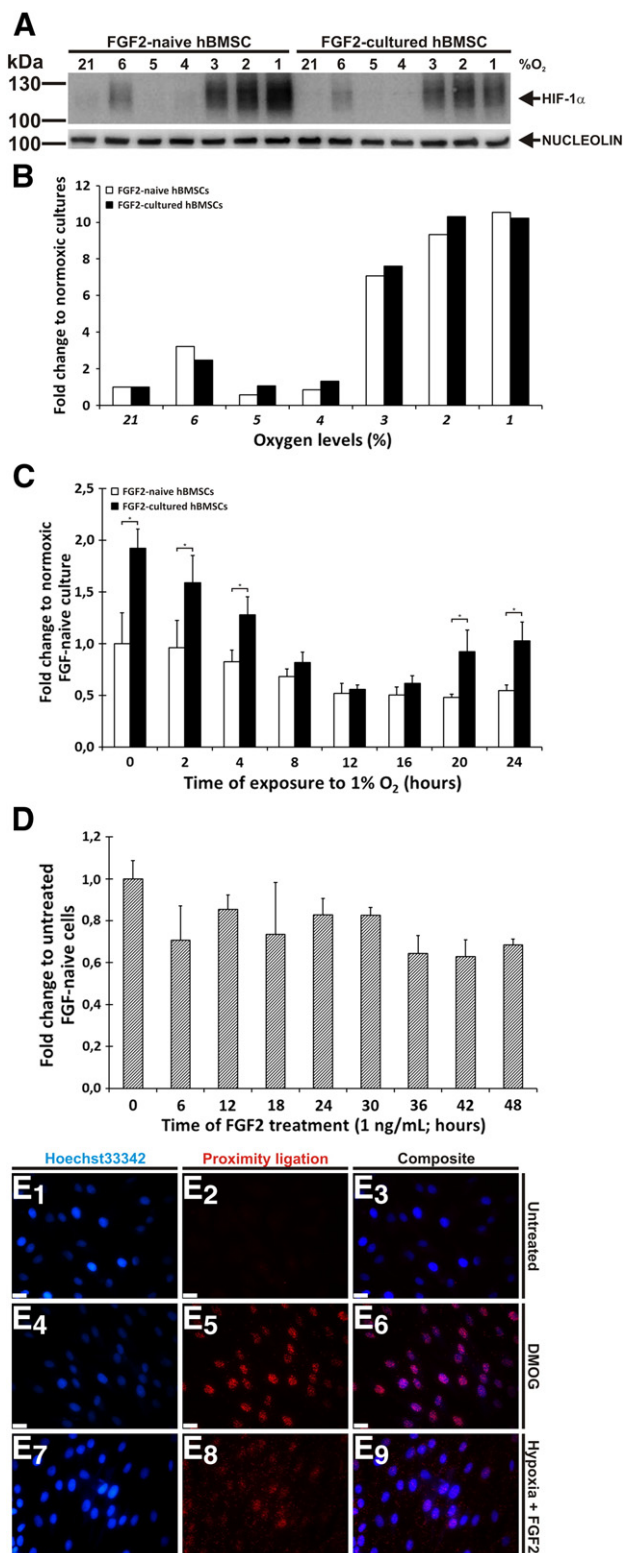 A
FGF2-naive hBMSC FGF2-cultured hBMSC
kDa 21 6 5 4 3 2 1 21 6 5 4 3 2 1 %O₂
130
HIF-1α
100
100 NUCLEOLIN
B
FGF2-naive hBMSCs
FGF2-cultured hBMSCs
Fold change to normoxic cultures
12
10
8
6
4
2
0
21 6 5 4 3 2 1
Oxygen levels (%)
C
FGF2-naive hBMSCs
FGF2-cultured hBMSCs
Fold change to normoxic
FGF-naive culture
2,5
2,0
1,5
1,0
0,5
0,0
* * * * *
0 2 4 8 12 16 20 24
Time of exposure to 1% O₂ (hours)
D
Fold change to untreated
FGF-naive cells
1,2
1,0
0,8
0,6
0,4
0,2
0,0
0 6 12 18 24 30 36 42 48
Time of FGF2 treatment (1 ng/mL; hours)
Hoechst33342 Proximity ligation Composite
E1 E2 E3 Untreated
E4 E5 E6 DMOG
E7 E8 E9 Hypoxia + FGF2